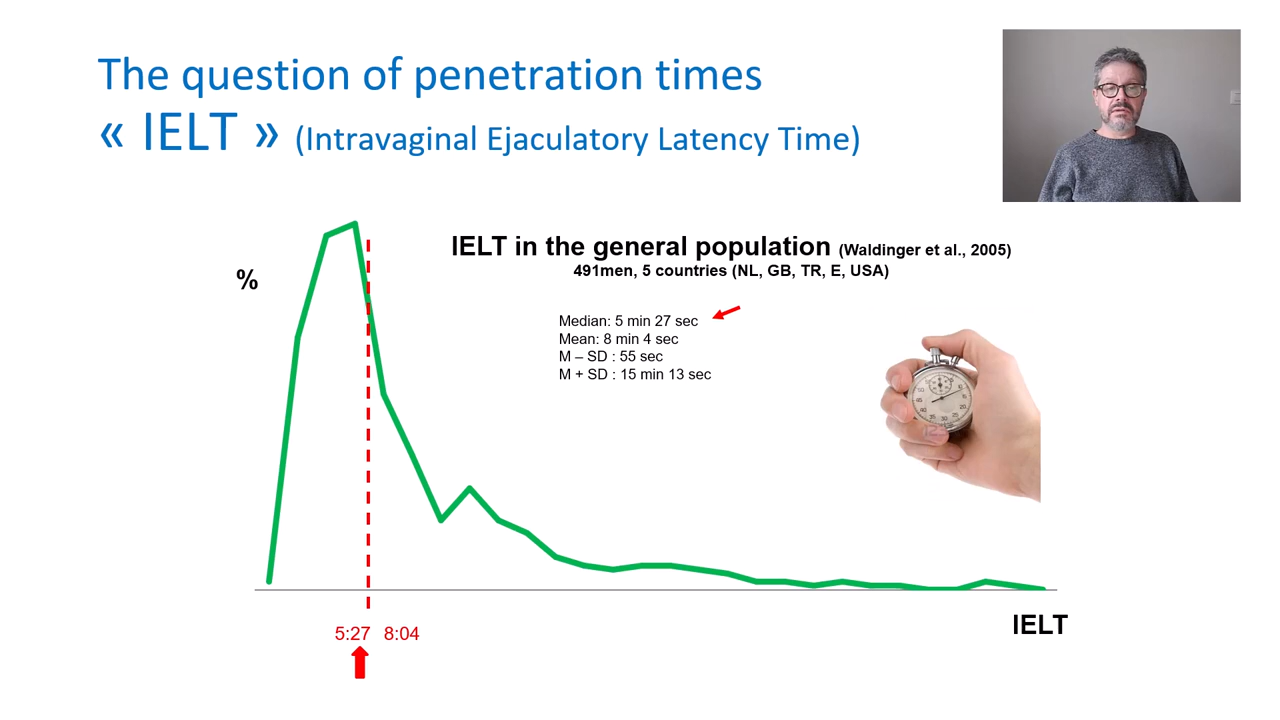 The question of penetration times
« IELT » (Intravaginal Ejaculatory Latency Time)
IELT in the general population (Waldinger et al., 2005)
491men, 5 countries (NL, GB, TR, E, USA)
%
Median: 5 min 27 sec
Mean: 8 min 4 sec
M – SD : 55 sec
M + SD : 15 min 13 sec
IELT
5:27 8:04